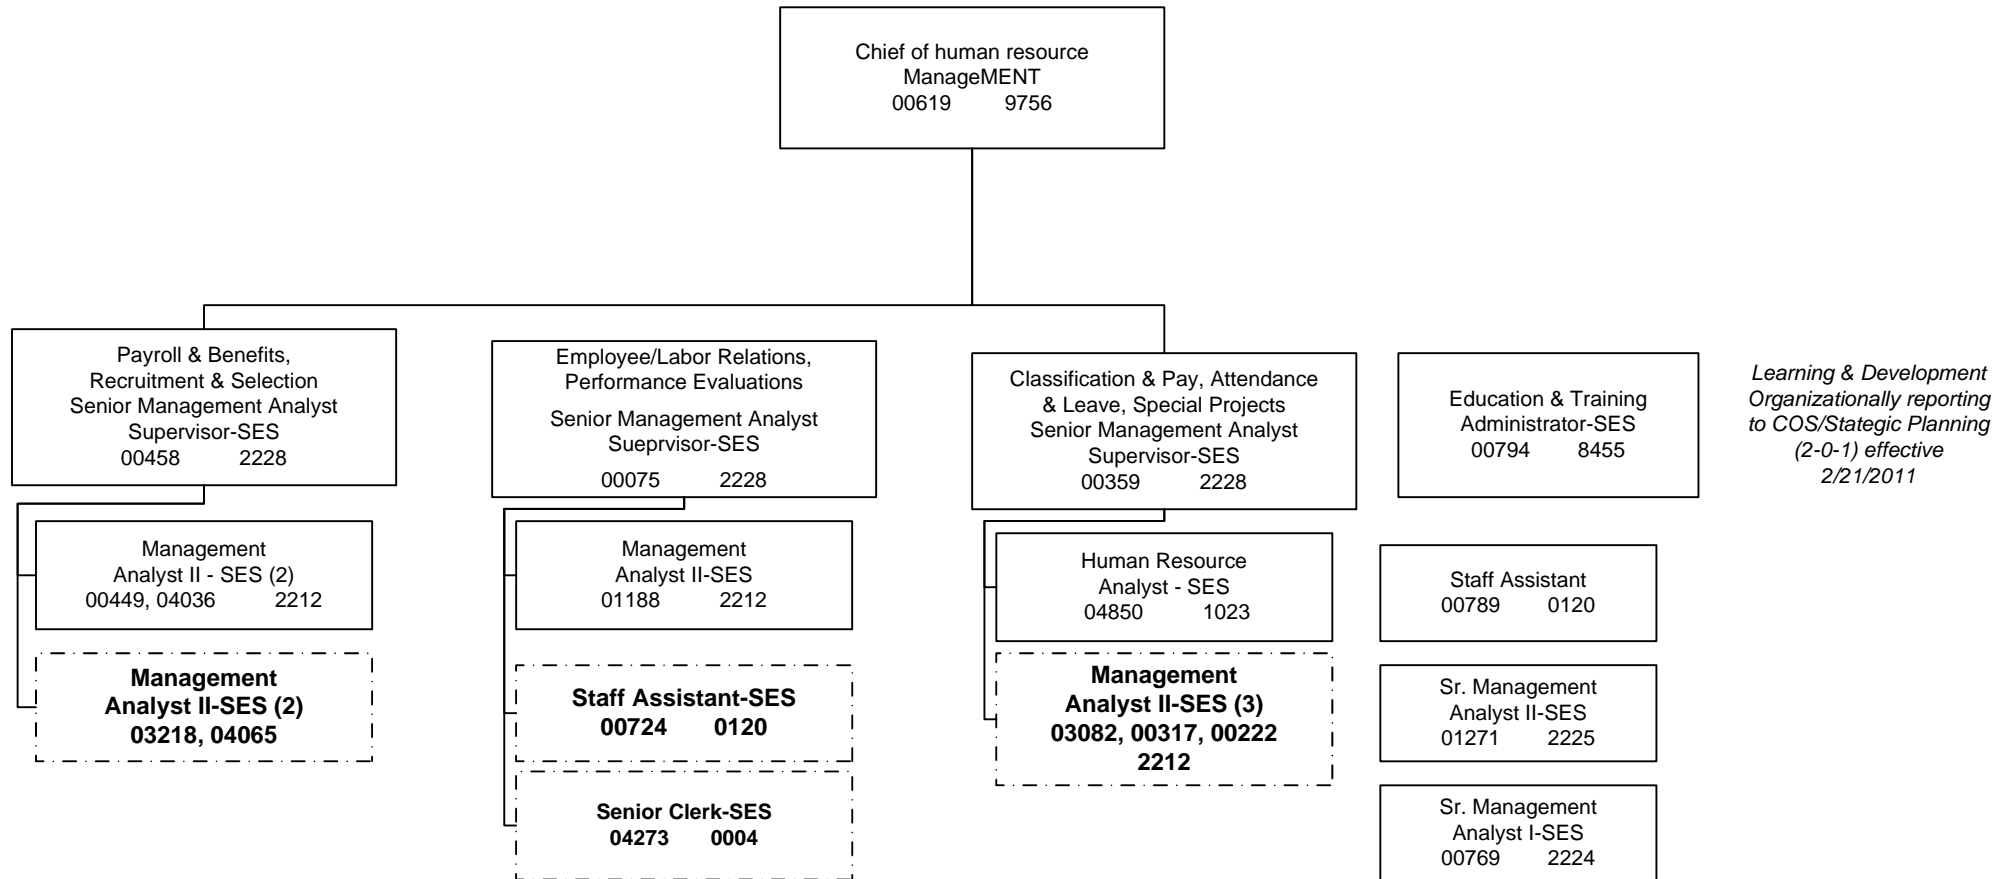 Chief of human resource
ManageMENT
00619 9756
Payroll & Benefits,
Recruitment & Selection
Senior Management Analyst
Supervisor-SES
00458 2228
Management
Analyst II - SES (2)
00449, 04036 2212
Management
Analyst II-SES (2)
03218, 04065
Employee/Labor Relations,
Performance Evaluations
Senior Management Analyst
Sueprvisor-SES
00075 2228
Management
Analyst II-SES
01188 2212
Staff Assistant-SES
00724 0120
Senior Clerk-SES
04273 0004
Classification & Pay, Attendance
& Leave, Special Projects
Senior Management Analyst
Supervisor-SES
00359 2228
Human Resource
Analyst - SES
04850 1023
Management
Analyst II-SES (3)
03082, 00317, 00222
2212
Education & Training
Administrator-SES
00794 8455
Staff Assistant
00789 0120
Sr. Management
Analyst II-SES
01271 2225
Sr. Management
Analyst I-SES
00769 2224
Learning & Development
Organizationally reporting
to COS/Stategic Planning
(2-0-1) effective
2/21/2011